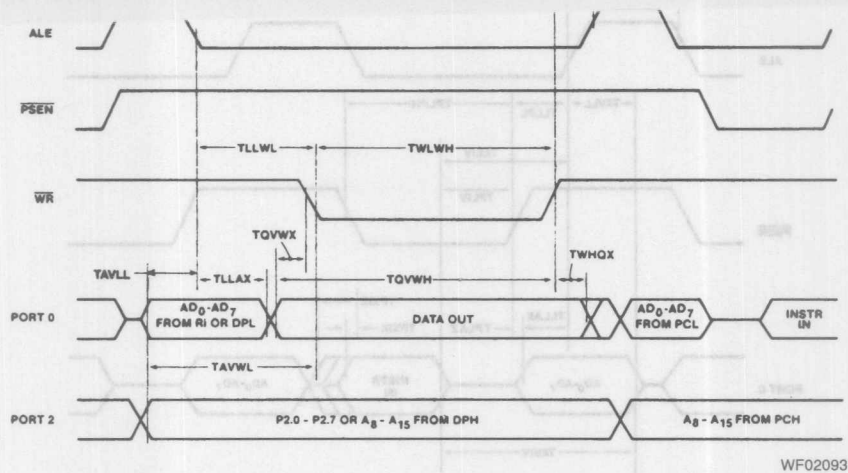 ALE
PSEN
TLLWL
TWLWH
WR
TQVWX
TAVLL
TLLAX
TQVWH
TWHQX
PORT 0
AD0-AD7
FROM Ri OR DPL
DATA OUT
AD0-AD7
FROM PCL
INSTR
IN
TAVWL
PORT 2
P2.0 - P2.7 OR A8 - A15 FROM DPH
A8 - A15 FROM PCH
WF02093